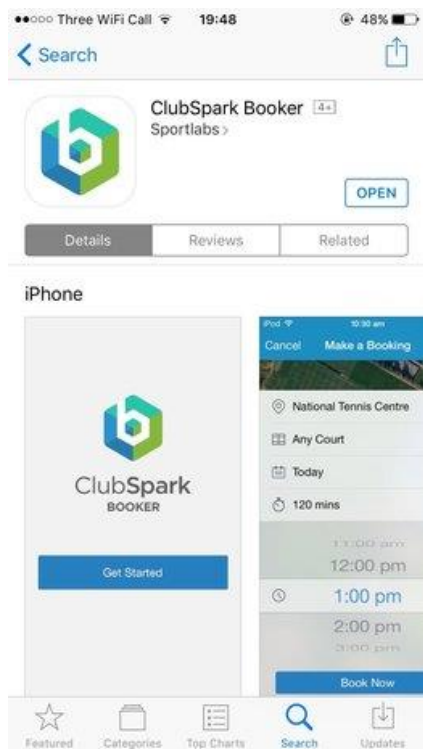 Three WiFi Call 19:48 48%
Search
ClubSpark Booker 4+
Sportlabs >
OPEN
Details Reviews Related
iPhone
b
ClubSpark
BOOKER
Get Started
iPod 10:30 am
Cancel Make a Booking
National Tennis Centre
Any Court
Today
120 mins
11:00 pm
12:00 pm
1:00 pm
2:00 pm
3:00 pm
Book Now
Featured Categories Top Charts Search Updates